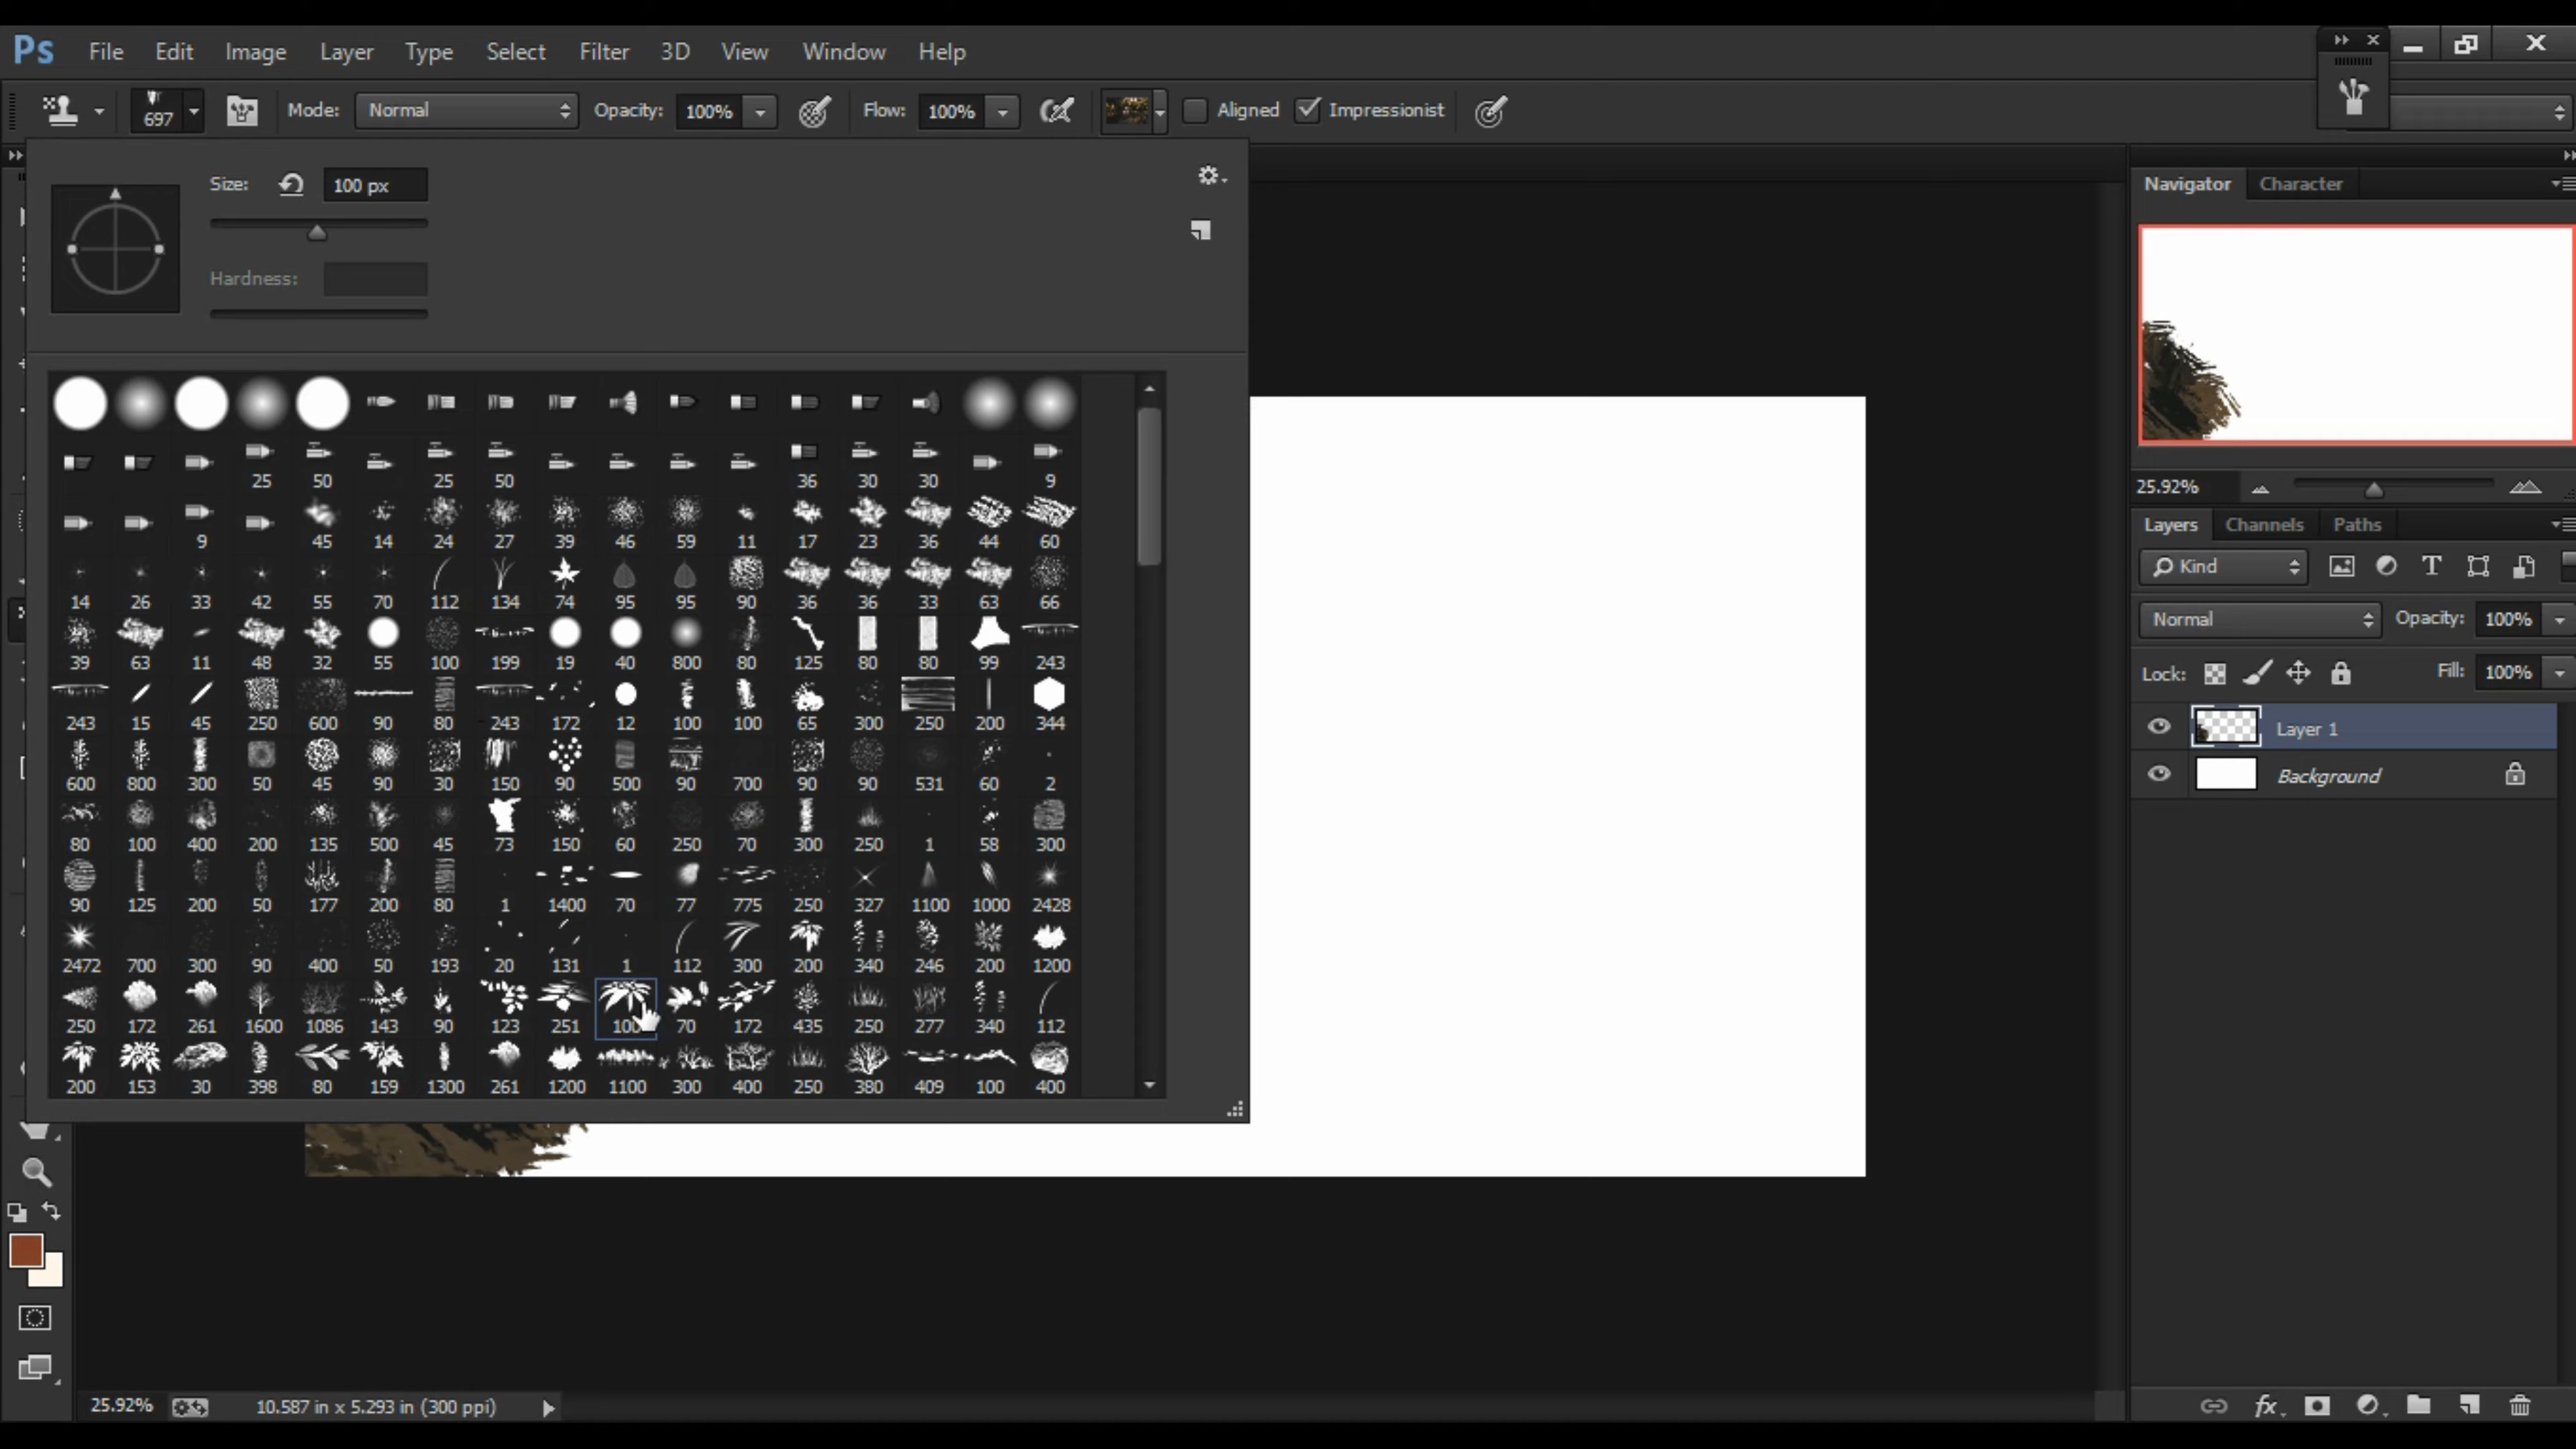 Ps File Edit Image Layer Type Select Filter 3D View Window Help
697 Mode: Normal Opacity: 100% Flow: 100% Aligned Impressionist
Size: 100 px
Hardness:
25 50 25 50 36 30 30 9
9 45 14 24 27 39 46 59 11 17 23 36 44 60
14 26 33 42 55 70 112 134 74 95 95 90 36 36 33 63 66
39 63 11 48 32 55 100 199 19 40 800 80 125 80 80 99 243
243 15 45 250 600 90 80 243 172 12 100 100 65 300 250 200 344
600 800 300 50 45 90 30 150 90 500 90 700 90 90 531 60 2
80 100 400 200 135 500 45 73 150 60 250 70 300 250 1 58 300
90 125 200 50 177 200 80 1 1400 70 77 775 250 327 1100 1000 2428
2472 700 300 90 400 50 193 20 131 1 112 300 200 340 246 200 1200
250 172 261 1600 1086 143 90 123 251 100 70 172 435 250 277 340 112
200 153 30 398 80 159 1300 261 1200 1100 300 400 250 380 409 100 400
25.92% 10.587 in x 5.293 in (300 ppi)
Navigator Character
25.92%
Layers Channels Paths
Kind
Normal Opacity: 100%
Lock: Fill: 100%
Layer 1
Background
fx